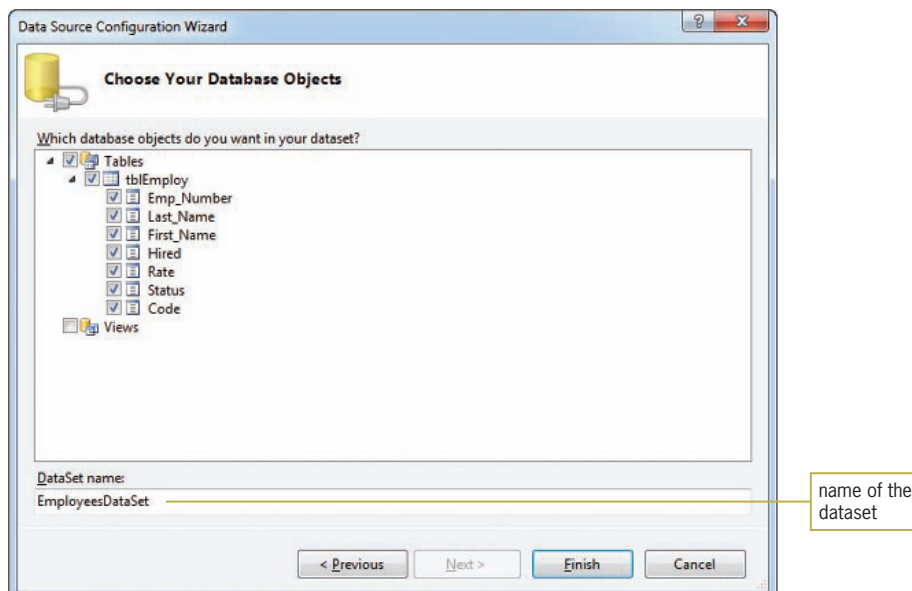 Data Source Configuration Wizard
Choose Your Database Objects
Which database objects do you want in your dataset?
Tables
tblEmploy
Emp_Number
Last_Name
First_Name
Hired
Rate
Status
Code
Views
DataSet name:
EmployeesDataSet
name of the
dataset
< Previous Next > Finish Cancel